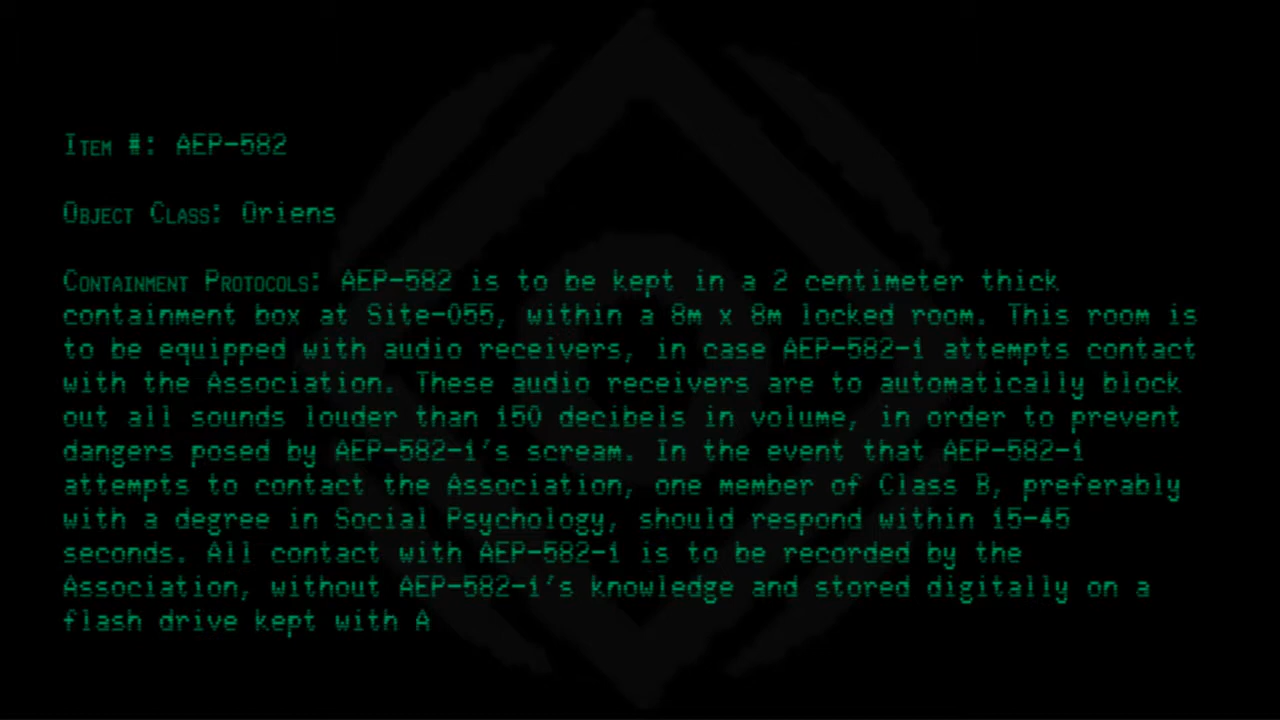 Item #: AEP-582
Object Class: Oriens
Containment Protocols: AEP-582 is to be kept in a 2 centimeter thick
containment box at Site-055, within a 8m x 8m locked room. This room is
to be equipped with audio receivers, in case AEP-582-1 attempts contact
with the Association. These audio receivers are to automatically block
out all sounds louder than 150 decibels in volume, in order to prevent
dangers posed by AEP-582-1's scream. In the event that AEP-582-1
attempts to contact the Association, one member of Class B, preferably
with a degree in Social Psychology, should respond within 15-45
seconds. All contact with AEP-582-1 is to be recorded by the
Association, without AEP-582-1's knowledge and stored digitally on a
flash drive kept with A